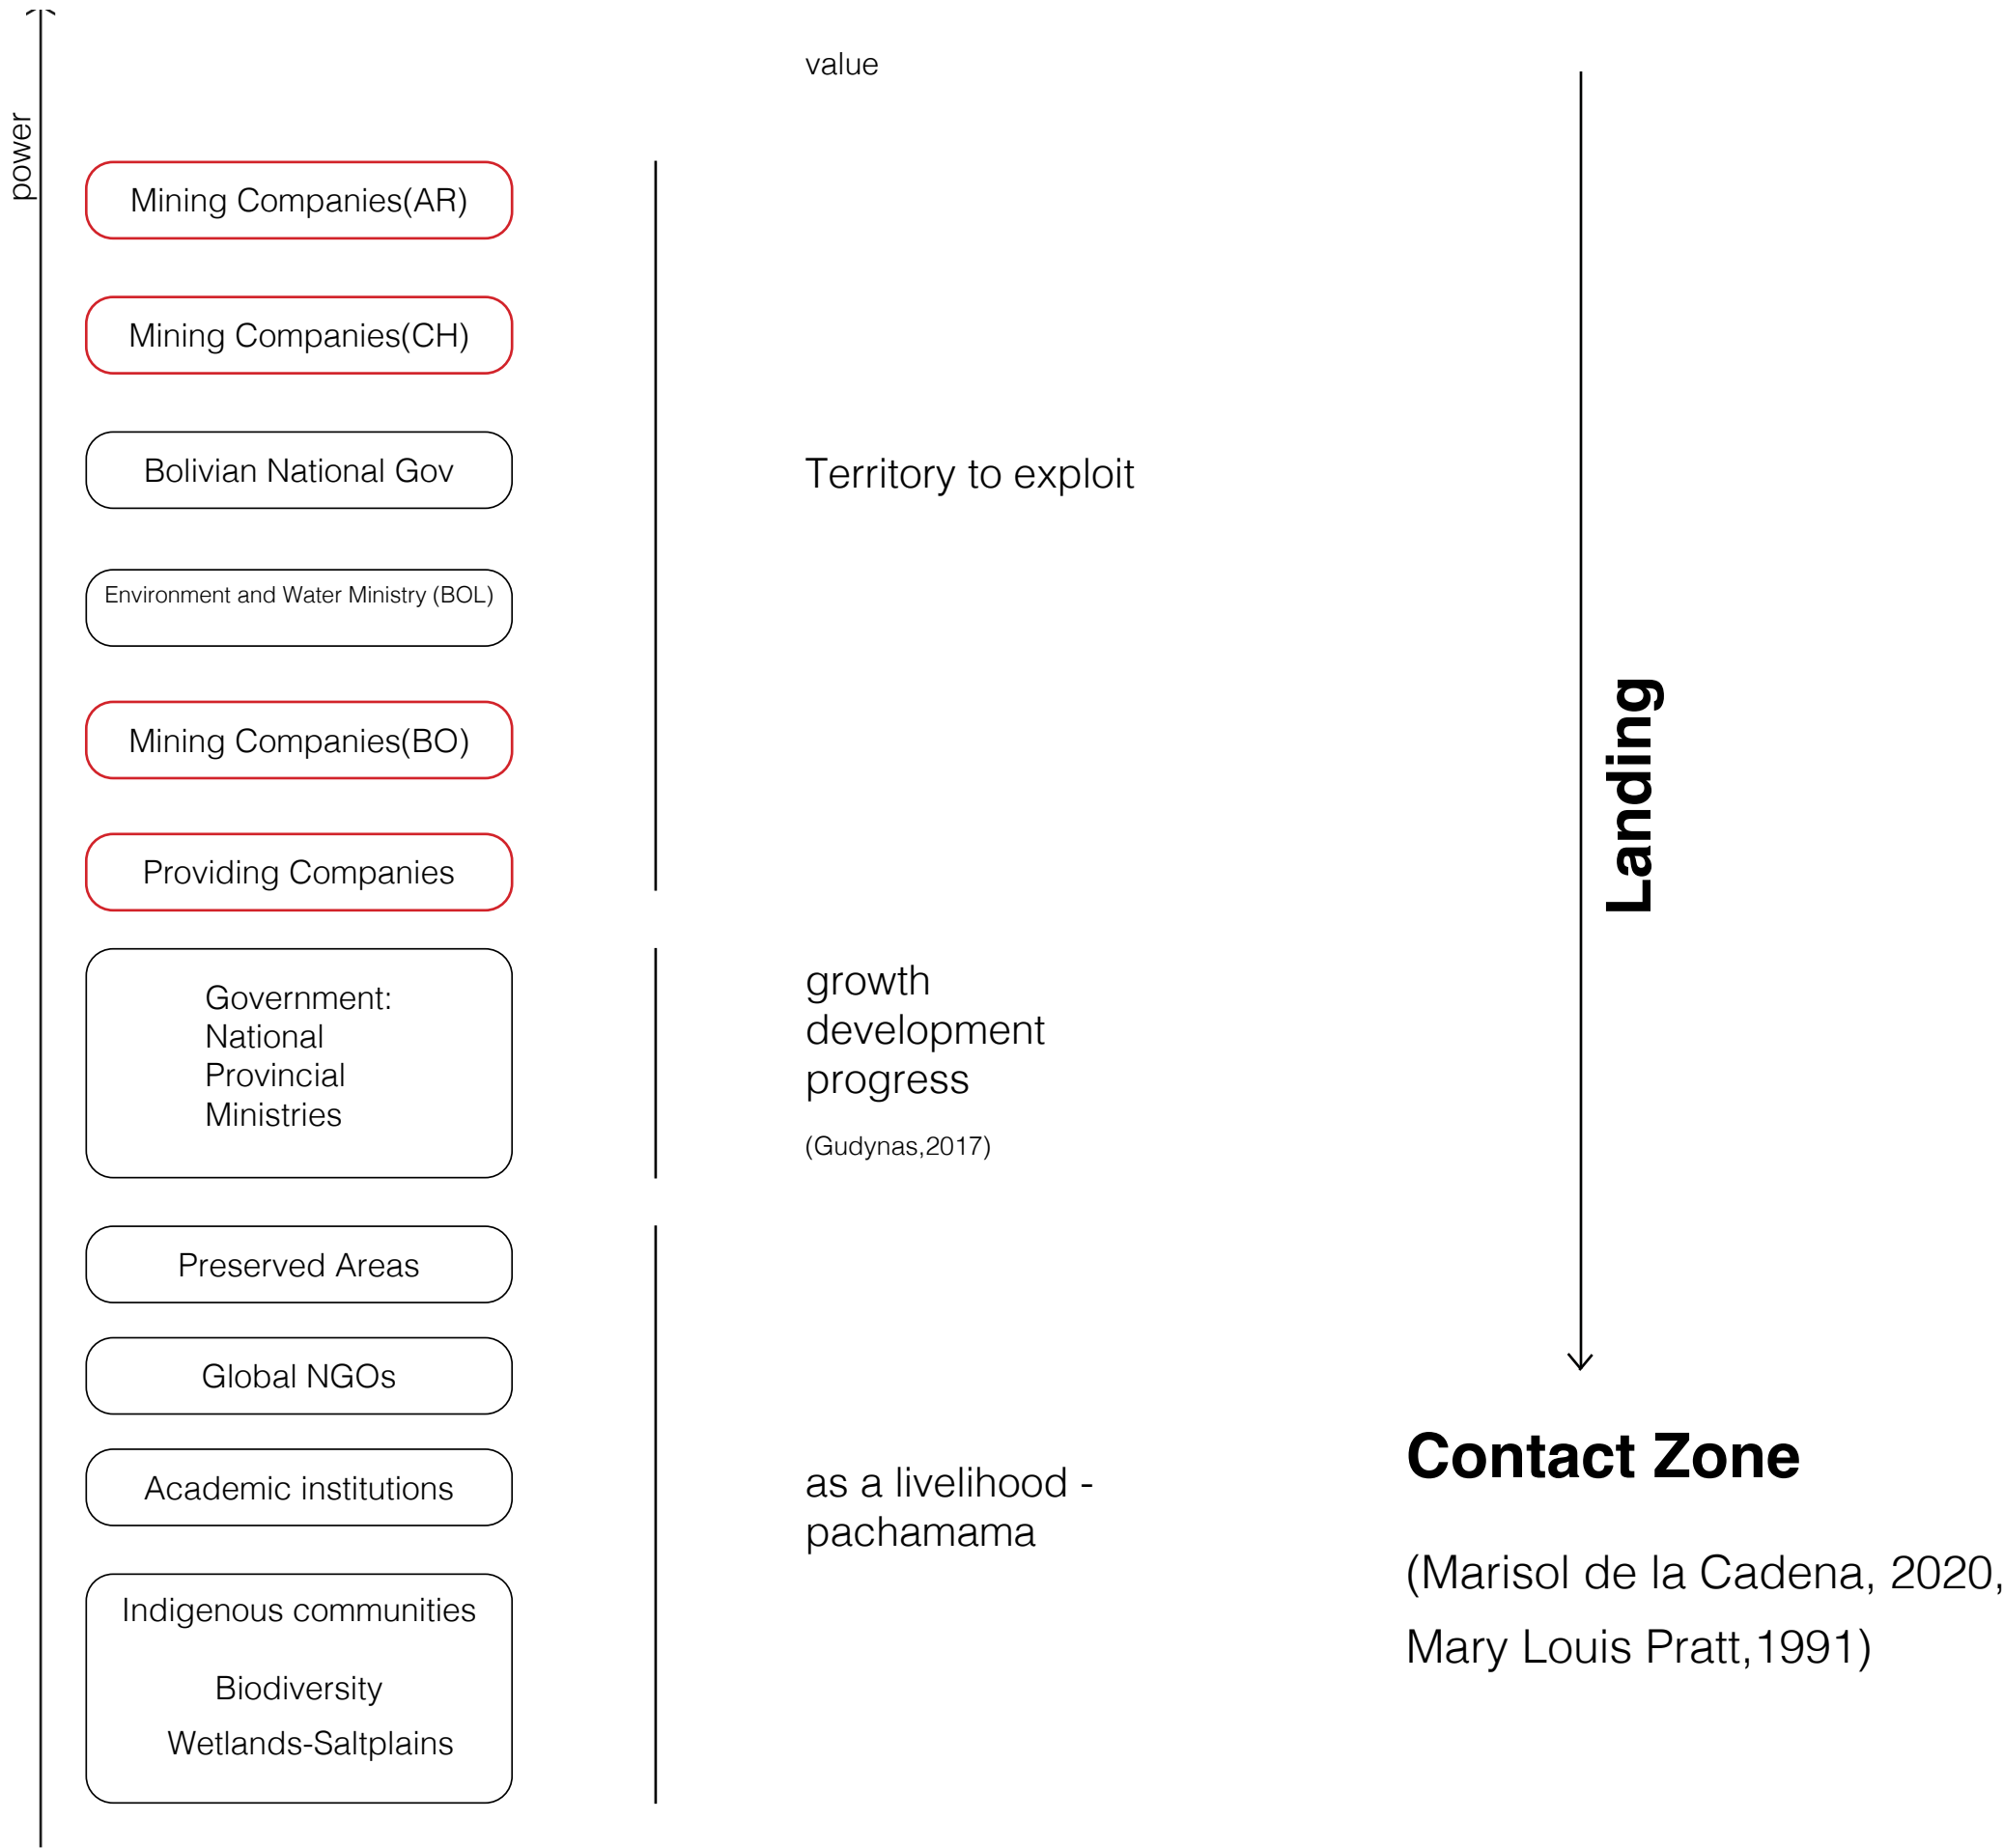 power
value
Mining Companies(AR)
Mining Companies(CH)
Bolivian National Gov
Environment and Water Ministry (BOL)
Mining Companies(BO)
Providing Companies
Territory to exploit
Government:
National
Provincial
Ministries
growth
development
progress
(Gudynas,2017)
Preserved Areas
Global NGOs
Academic institutions
Indigenous communities
Biodiversity
Wetlands-Saltplains
as a livelihood -
pachamama
Landing
Contact Zone
(Marisol de la Cadena, 2020,
Mary Louis Pratt,1991)